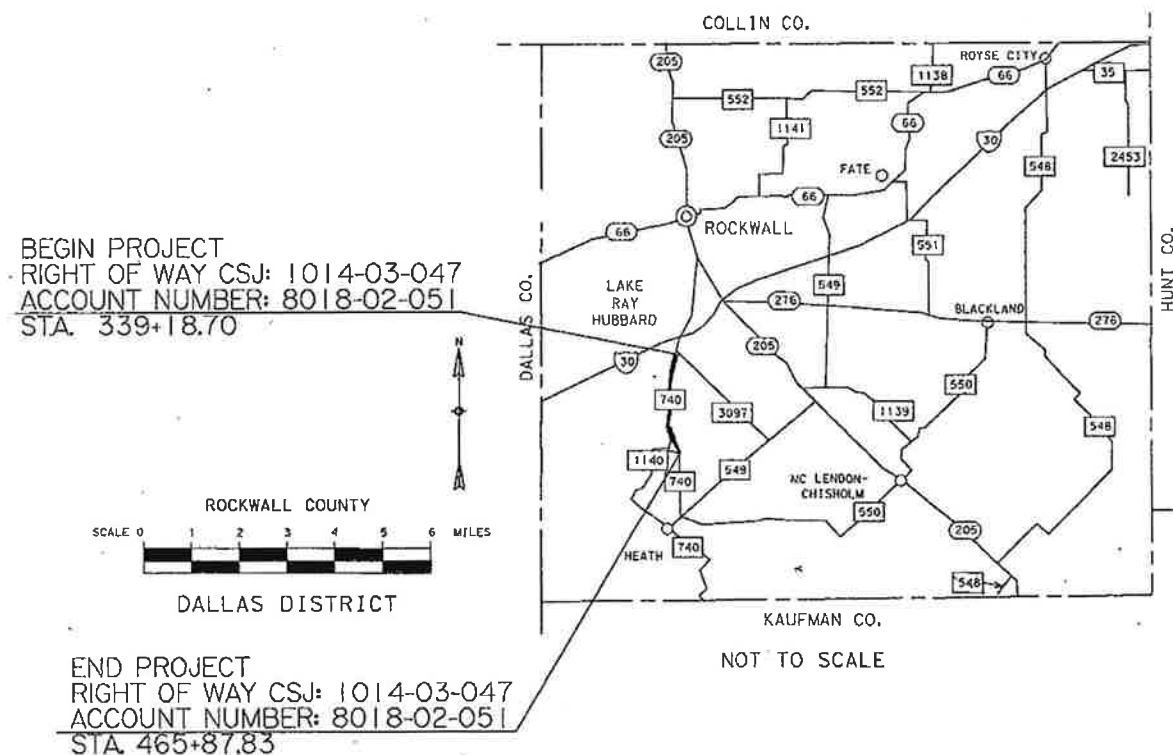 COLLIN CO.
ROYSE CITY
205
1138
66
35
552
552
1141
66
205
30
2453
548
FATE
66
ROCKWALL
66
551
549
LAKE
RAY
HUBBARD
276
BLACKLAND
276
DALLAS CO.
HUNT CO.
BEGIN PROJECT
RIGHT OF WAY CSJ: 1014-03-047
ACCOUNT NUMBER: 8018-02-051
STA. 339+18.70
N
30
205
550
740
3097
1139
548
1140
549
740
MC LENDON-
CHISHOLM
550
205
HEATH
740
548
KAUFMAN CO.
NOT TO SCALE
ROCKWALL COUNTY
SCALE 0 1 2 3 4 5 6 MILES
DALLAS DISTRICT
END PROJECT
RIGHT OF WAY CSJ: 1014-03-047
ACCOUNT NUMBER: 8018-02-051
STA. 465+87.83